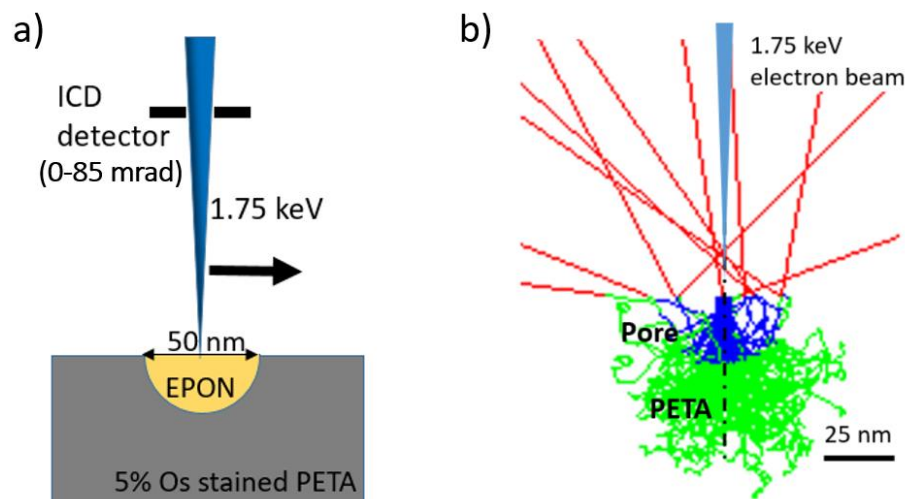 a)
ICD
detector
(0-85 mrad)
1.75 keV
50 nm
EPON
5% Os stained PETA
b)
1.75 keV
electron beam
Pore
PETA
25 nm